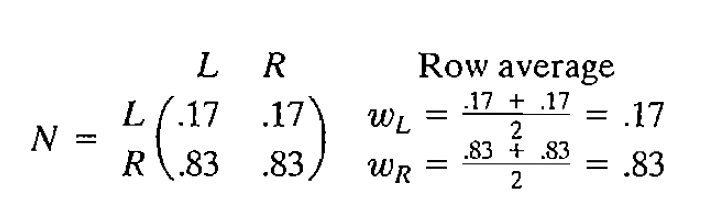 L R Row average
N = L (.17 .17) w_L = .17 + .17 / 2 = .17
R (.83 .83) w_R = .83 + .83 / 2 = .83